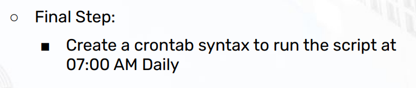 Final Step:
Create a crontab syntax to run the script at
07:00 AM Daily